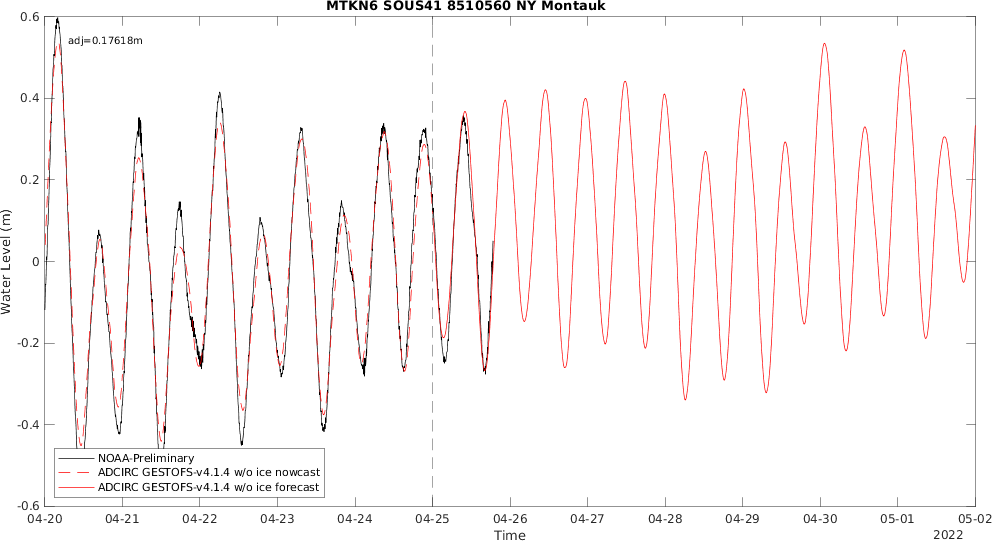 MTKN6 SOUS41 8510560 NY Montauk
adj=0.17618m
0.6
0.4
0.2
0
-0.2
-0.4
-0.6
Water Level (m)
NOAA-Preliminary
ADCIRC GESTOFS-v4.1.4 w/o ice nowcast
ADCIRC GESTOFS-v4.1.4 w/o ice forecast
04-20 04-21 04-22 04-23 04-24 04-25 04-26 04-27 04-28 04-29 04-30 05-01 05-02
Time
2022